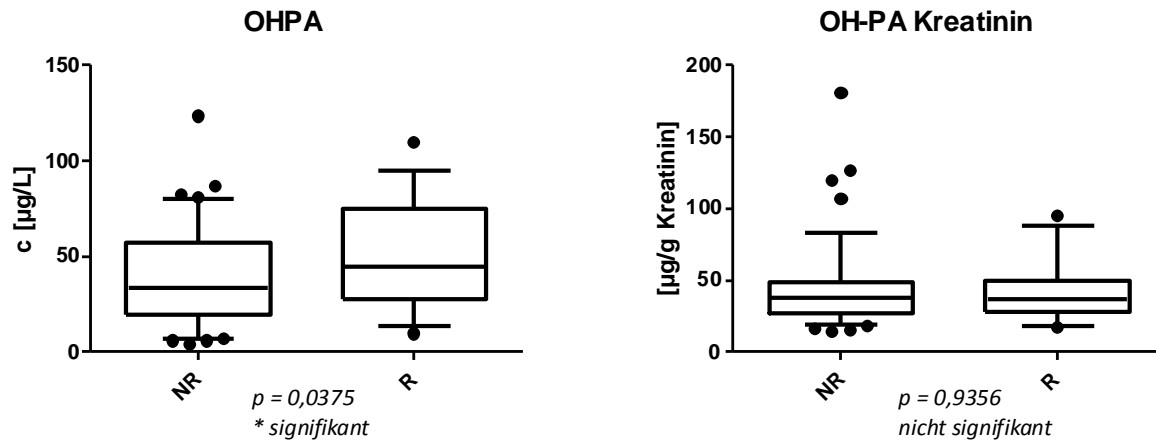 OHPA
c [µg/L]
150
100
50
0
NR
R
p = 0,0375
* signifikant
OH-PA Kreatinin
[µg/g Kreatinin]
200
150
100
50
0
NR
R
p = 0,9356
nicht signifikant